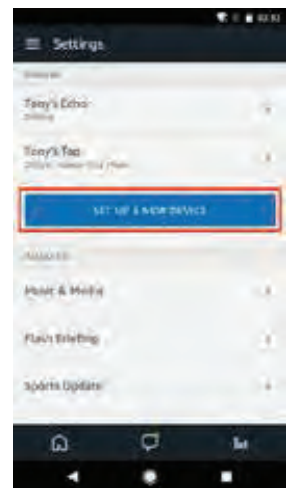 Settings
Tony's Echo
Tony's Tap
SET UP A NEW DEVICE
Music & Media
Flash Briefing
Sports Update